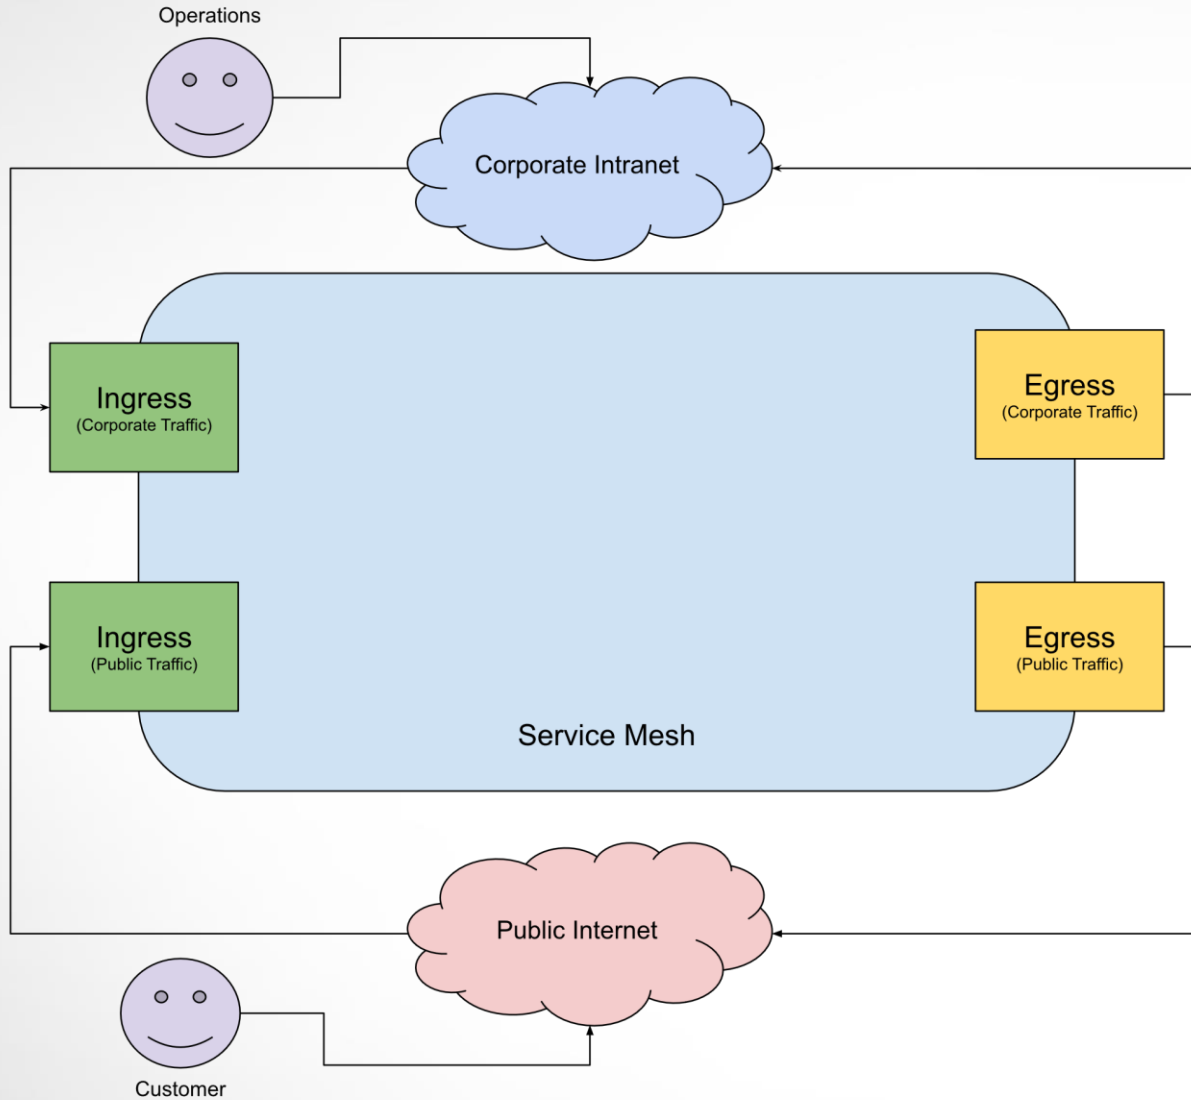 Operations
Corporate Intranet
Ingress
(Corporate Traffic)
Egress
(Corporate Traffic)
Ingress
(Public Traffic)
Egress
(Public Traffic)
Service Mesh
Public Internet
Customer